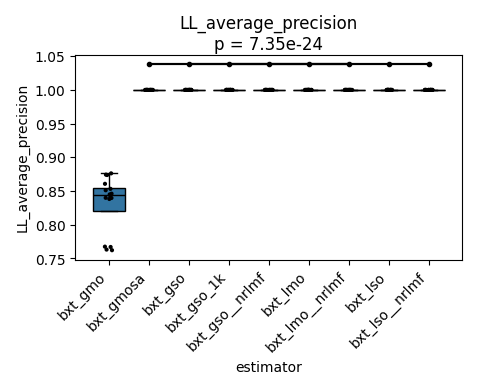 LL_average_precision
p = 7.35e-24
LL_average_precision
1.05
1.00
0.95
0.90
0.85
0.80
0.75
bxt_gmo
bxt_gmosa
bxt_gso
bxt_gso_1k
bxt_gso__nrlmf
bxt_lmo
bxt_lmo__nrlmf
bxt_lso
bxt_lso__nrlmf
estimator